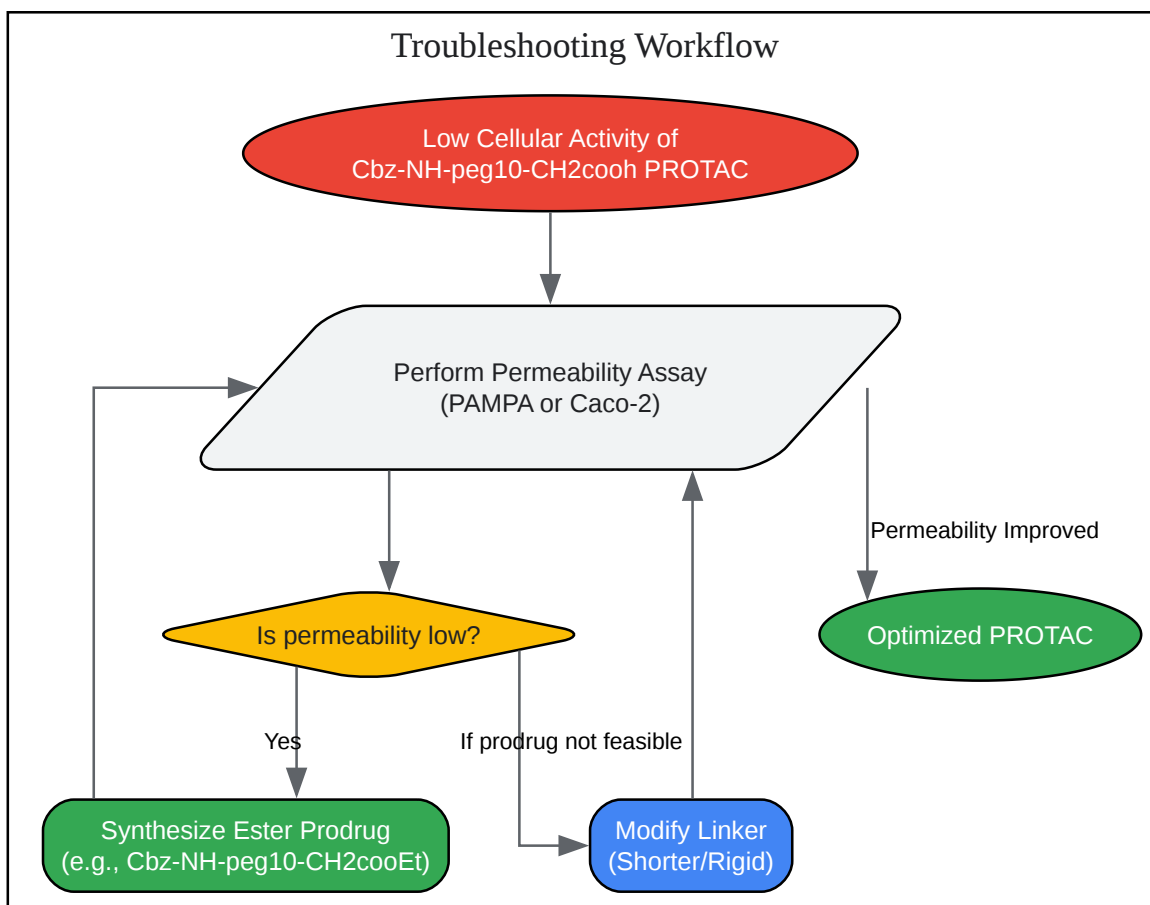 Troubleshooting Workflow
Low Cellular Activity of
Cbz-NH-peg10-CH2cooh PROTAC
Perform Permeability Assay
(PAMPA or Caco-2)
Permeability Improved
Is permeability low?
Optimized PROTAC
Yes
If prodrug not feasible
Synthesize Ester Prodrug
(e.g., Cbz-NH-peg10-CH2cooEt)
Modify Linker
(Shorter/Rigid)